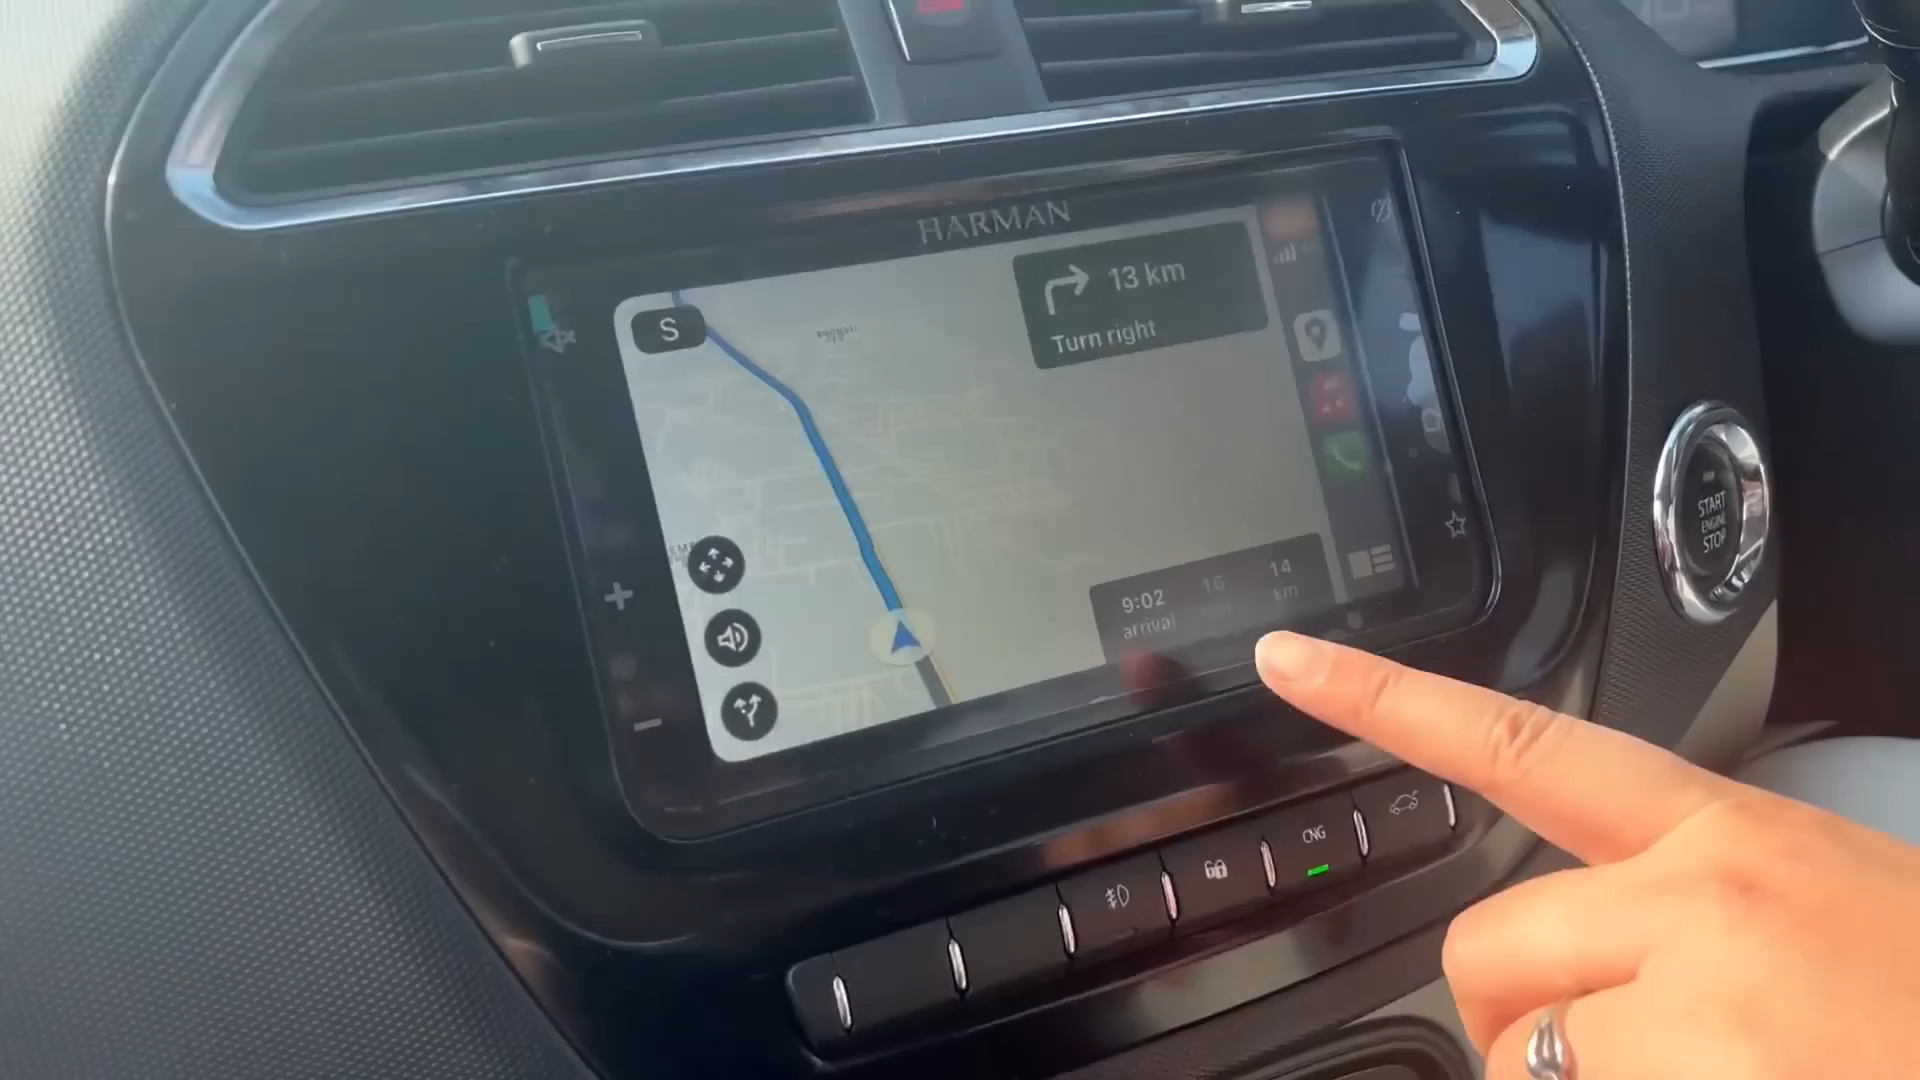 HARMAN
S
13 km
Turn right
9:02 16 14
arrival km
START
ENGINE
STOP
CNG